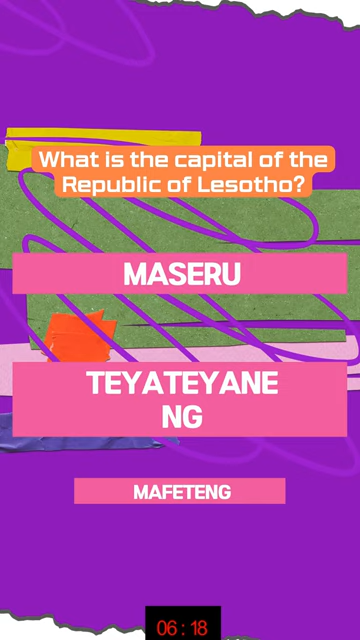 What is the capital of the
Republic of Lesotho?
MASERU
TEYATEYANE
NG
MAFETENG
06:18